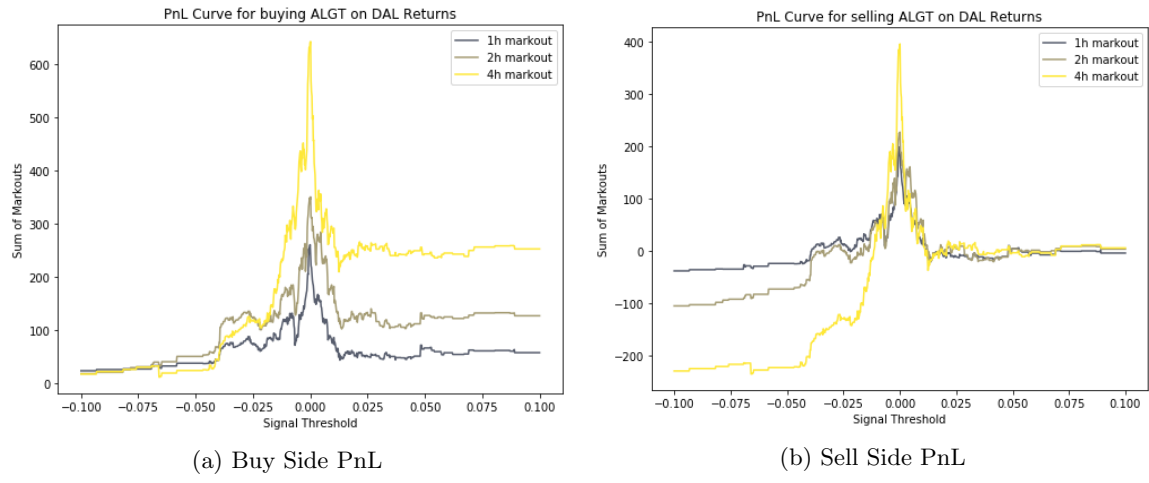 PnL Curve for buying ALGT on DAL Returns
1h markout
2h markout
4h markout
600
500
400
300
200
100
0
Sum of Markouts
−0.100 −0.075 −0.050 −0.025 0.000 0.025 0.050 0.075 0.100
Signal Threshold
(a) Buy Side PnL
PnL Curve for selling ALGT on DAL Returns
1h markout
2h markout
4h markout
400
300
200
100
0
−100
−200
Sum of Markouts
−0.100 −0.075 −0.050 −0.025 0.000 0.025 0.050 0.075 0.100
Signal Threshold
(b) Sell Side PnL